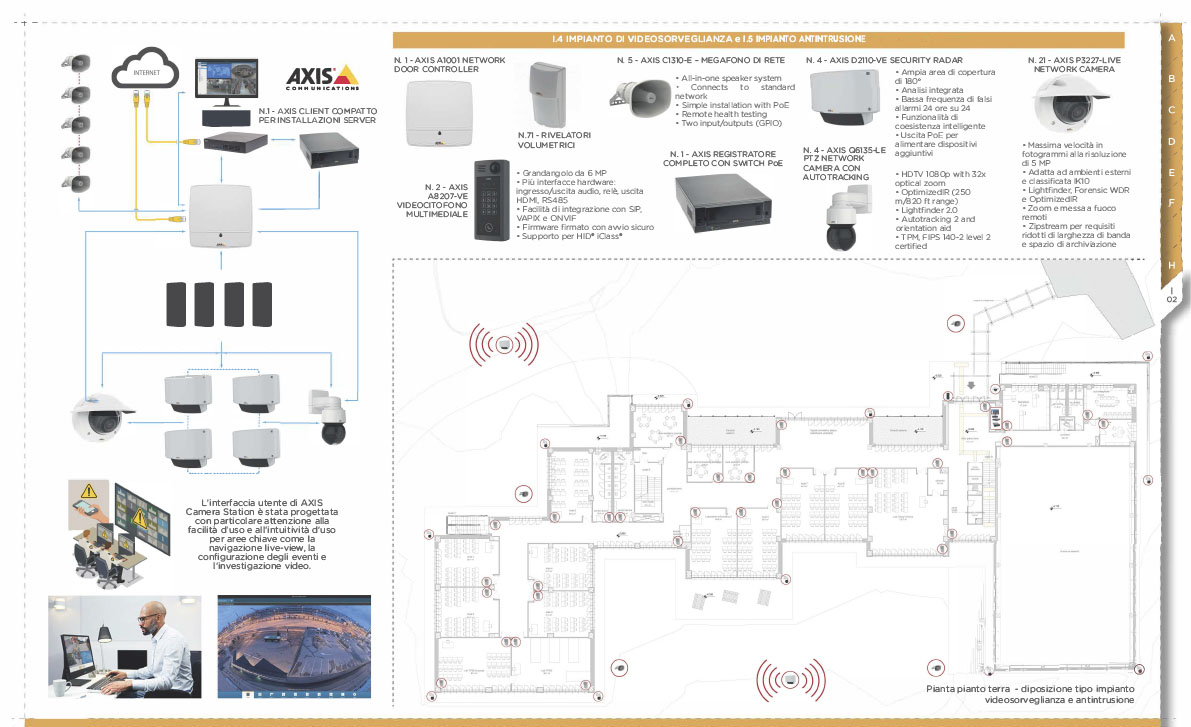 I.4 IMPIANTO DI VIDEOSORVEGLIANZA e I.5 IMPIANTO ANTINTRUSIONE
INTERNET
AXIS
COMMUNICATIONS
N.1 - AXIS CLIENT COMPATTO
PER INSTALLAZIONI SERVER
N. 1 - AXIS A1001 NETWORK
DOOR CONTROLLER
N.71 - RIVELATORI
VOLUMETRICI
N. 2 - AXIS
A8207-VE
VIDEOCITOFONO
MULTIMEDIALE
• Grandangolo da 6 MP
• Più interfacce hardware:
ingresso/uscita audio, relè, uscita
HDMI, RS485
• Facilità di integrazione con SIP,
VAPIX e ONVIF
• Firmware firmato con avvio sicuro
• Supporto per HID® iClass®
N. 5 - AXIS C1310-E – MEGAFONO DI RETE
• All-in-one speaker system
• Connects to standard
network
• Simple installation with PoE
• Remote health testing
• Two input/outputs (GPIO)
N. 1 - AXIS REGISTRATORE
COMPLETO CON SWITCH PoE
N. 4 - AXIS D2110-VE SECURITY RADAR
• Ampia area di copertura
di 180°
• Analisi integrata
• Bassa frequenza di falsi
allarmi 24 ore su 24
• Funzionalità di
coesistenza intelligente
• Uscita PoE per
alimentare dispositivi
aggiuntivi
N. 4 - AXIS Q6135-LE
PTZ NETWORK
CAMERA CON
AUTOTRACKING
• HDTV 1080p with 32x
optical zoom
• OptimizedIR (250
m/820 ft range)
• Lightfinder 2.0
• Autotracking 2 and
orientation aid
• TPM, FIPS 140-2 level 2
certified
N. 21 - AXIS P3227-LIVE
NETWORK CAMERA
• Massima velocità in
fotogrammi alla risoluzione
di 5 MP
• Adatta ad ambienti esterni
e classificata IK10
• Lightfinder, Forensic WDR
e OptimizedIR
• Zoom e messa a fuoco
remoti
• Zipstream per requisiti
ridotti di larghezza di banda
e spazio di archiviazione
A
B
C
D
E
F
H
I
02
L'interfaccia utente di AXIS
Camera Station è stata progettata
con particolare attenzione alla
facilità d'uso e all'intuitività d'uso
per aree chiave come la
navigazione live-view, la
configurazione degli eventi e
l'investigazione video.
Pianta pianto terra - diposizione tipo impianto
videosorveglianza e antintrusione